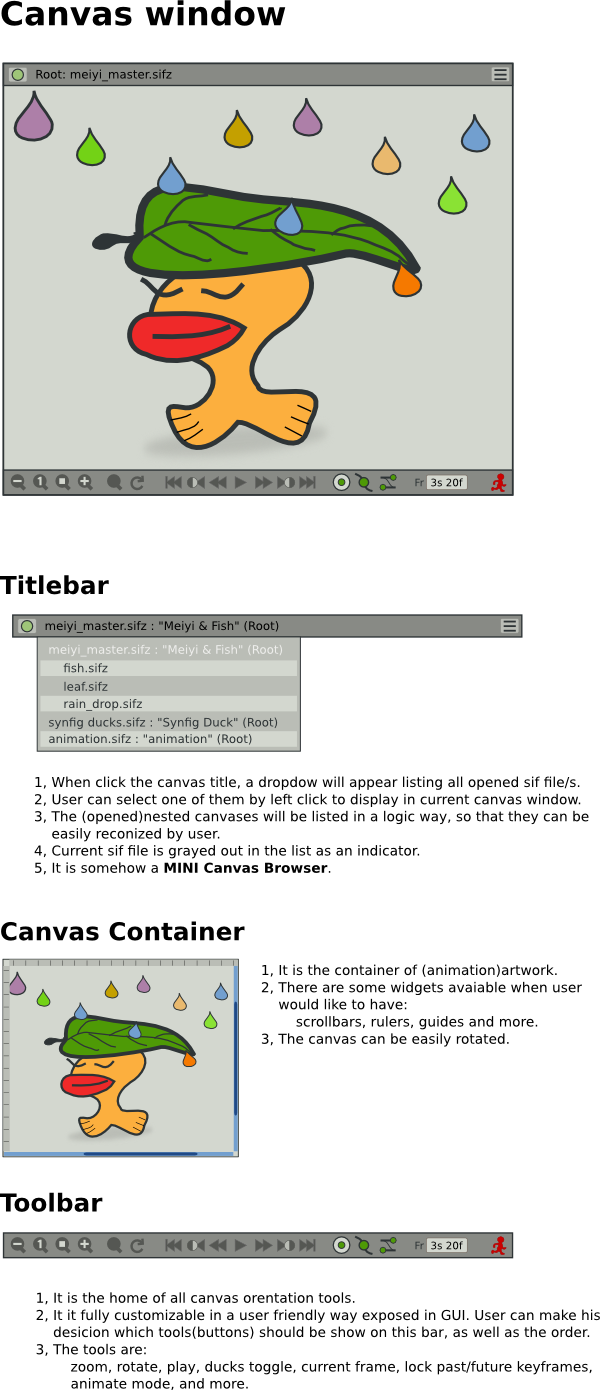 Canvas window
Root: meiyi_master.sifz
1
Fr 3s 20f
Titlebar
meiyi_master.sifz : "Meiyi & Fish" (Root)
meiyi_master.sifz : "Meiyi & Fish" (Root)
fish.sifz
leaf.sifz
rain_drop.sifz
synfig ducks.sifz : "Synfig Duck" (Root)
animation.sifz : "animation" (Root)
1, When click the canvas title, a dropdow will appear listing all opened sif file/s.
2, User can select one of them by left click to display in current canvas window.
3, The (opened)nested canvases will be listed in a logic way, so that they can be
easily reconized by user.
4, Current sif file is grayed out in the list as an indicator.
5, It is somehow a MINI Canvas Browser.
Canvas Container
1, It is the container of (animation)artwork.
2, There are some widgets avaiable when user
would like to have:
scrollbars, rulers, guides and more.
3, The canvas can be easily rotated.
Toolbar
1
Fr 3s 20f
1, It is the home of all canvas orentation tools.
2, It it fully customizable in a user friendly way exposed in GUI. User can make his
desicion which tools(buttons) should be show on this bar, as well as the order.
3, The tools are:
zoom, rotate, play, ducks toggle, current frame, lock past/future keyframes,
animate mode, and more.